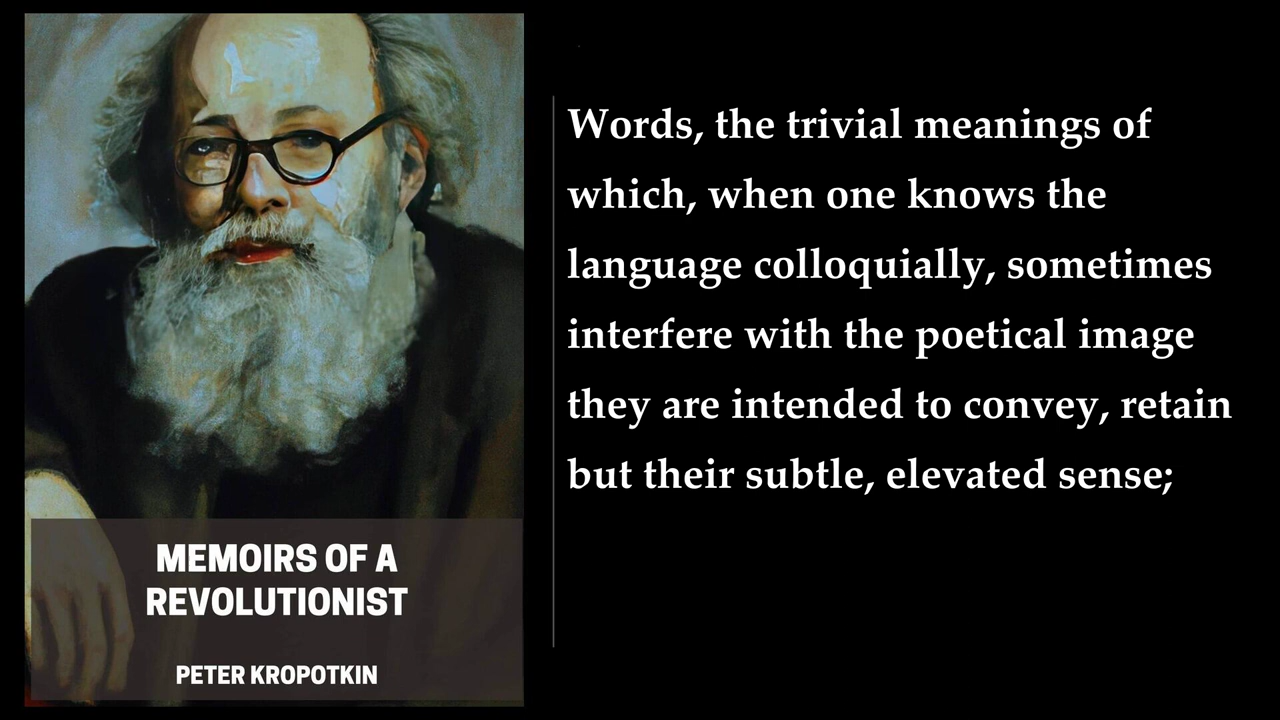 MEMOIRS OF A
REVOLUTIONIST
PETER KROPOTKIN
Words, the trivial meanings of
which, when one knows the
language colloquially, sometimes
interfere with the poetical image
they are intended to convey, retain
but their subtle, elevated sense;